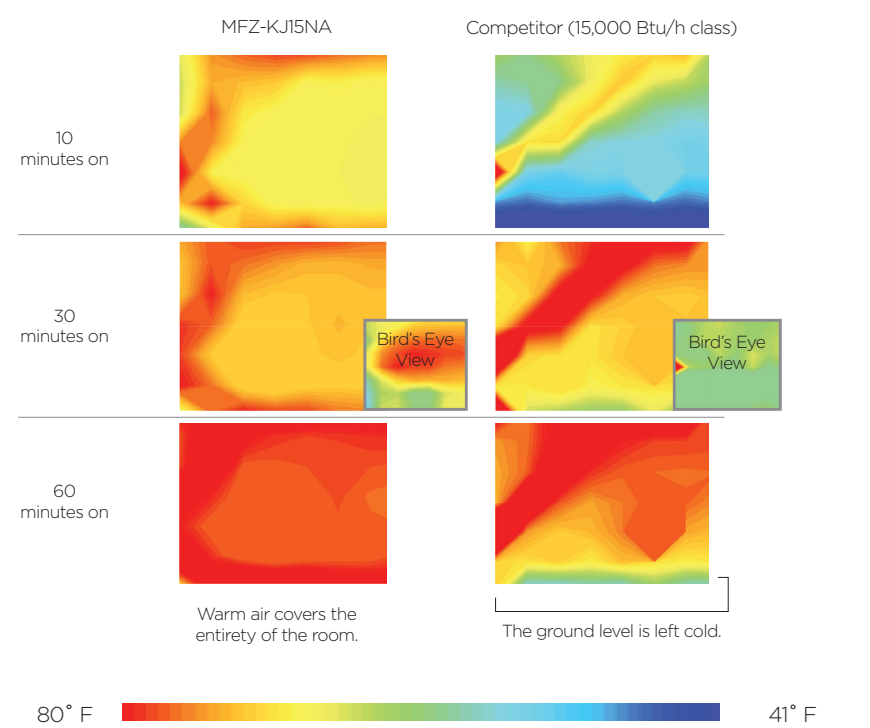 MFZ-KJ15NA
Competitor (15,000 Btu/h class)
10
minutes on
30
minutes on
Bird's Eye
View
Bird's Eye
View
60
minutes on
Warm air covers the
entirety of the room.
The ground level is left cold.
80° F
41° F